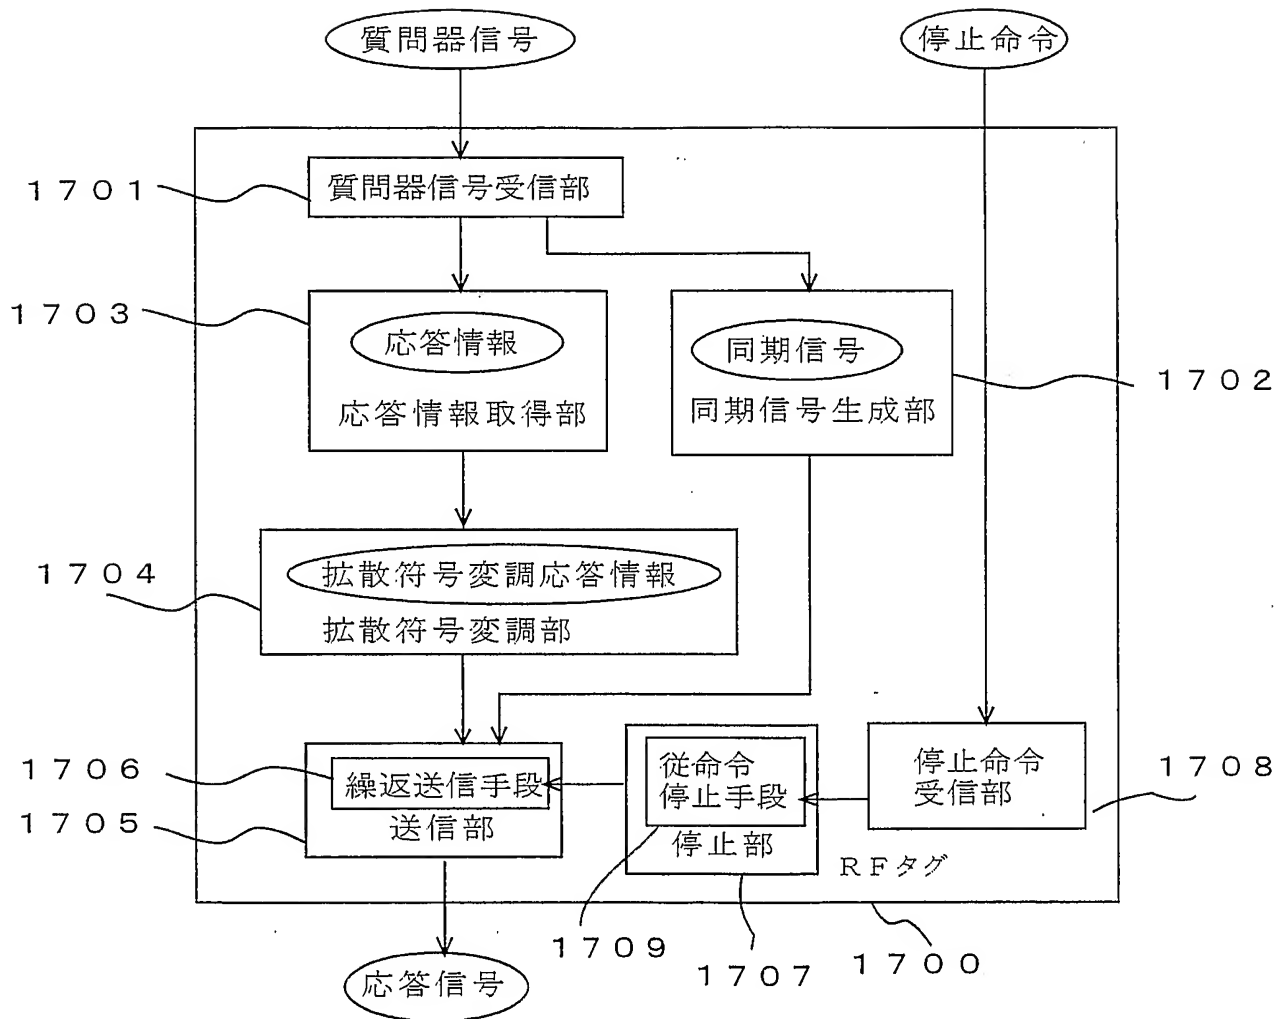 質問器信号
停止命令
1701
質問器信号受信部
1703
応答情報
応答情報取得部
同期信号
同期信号生成部
1702
1704
拡散符号変調応答情報
拡散符号変調部
1706
繰返送信手段
1705
送信部
従命令
停止手段
停止部
停止命令
受信部
1708
RFタグ
1709
1707
1700
応答信号